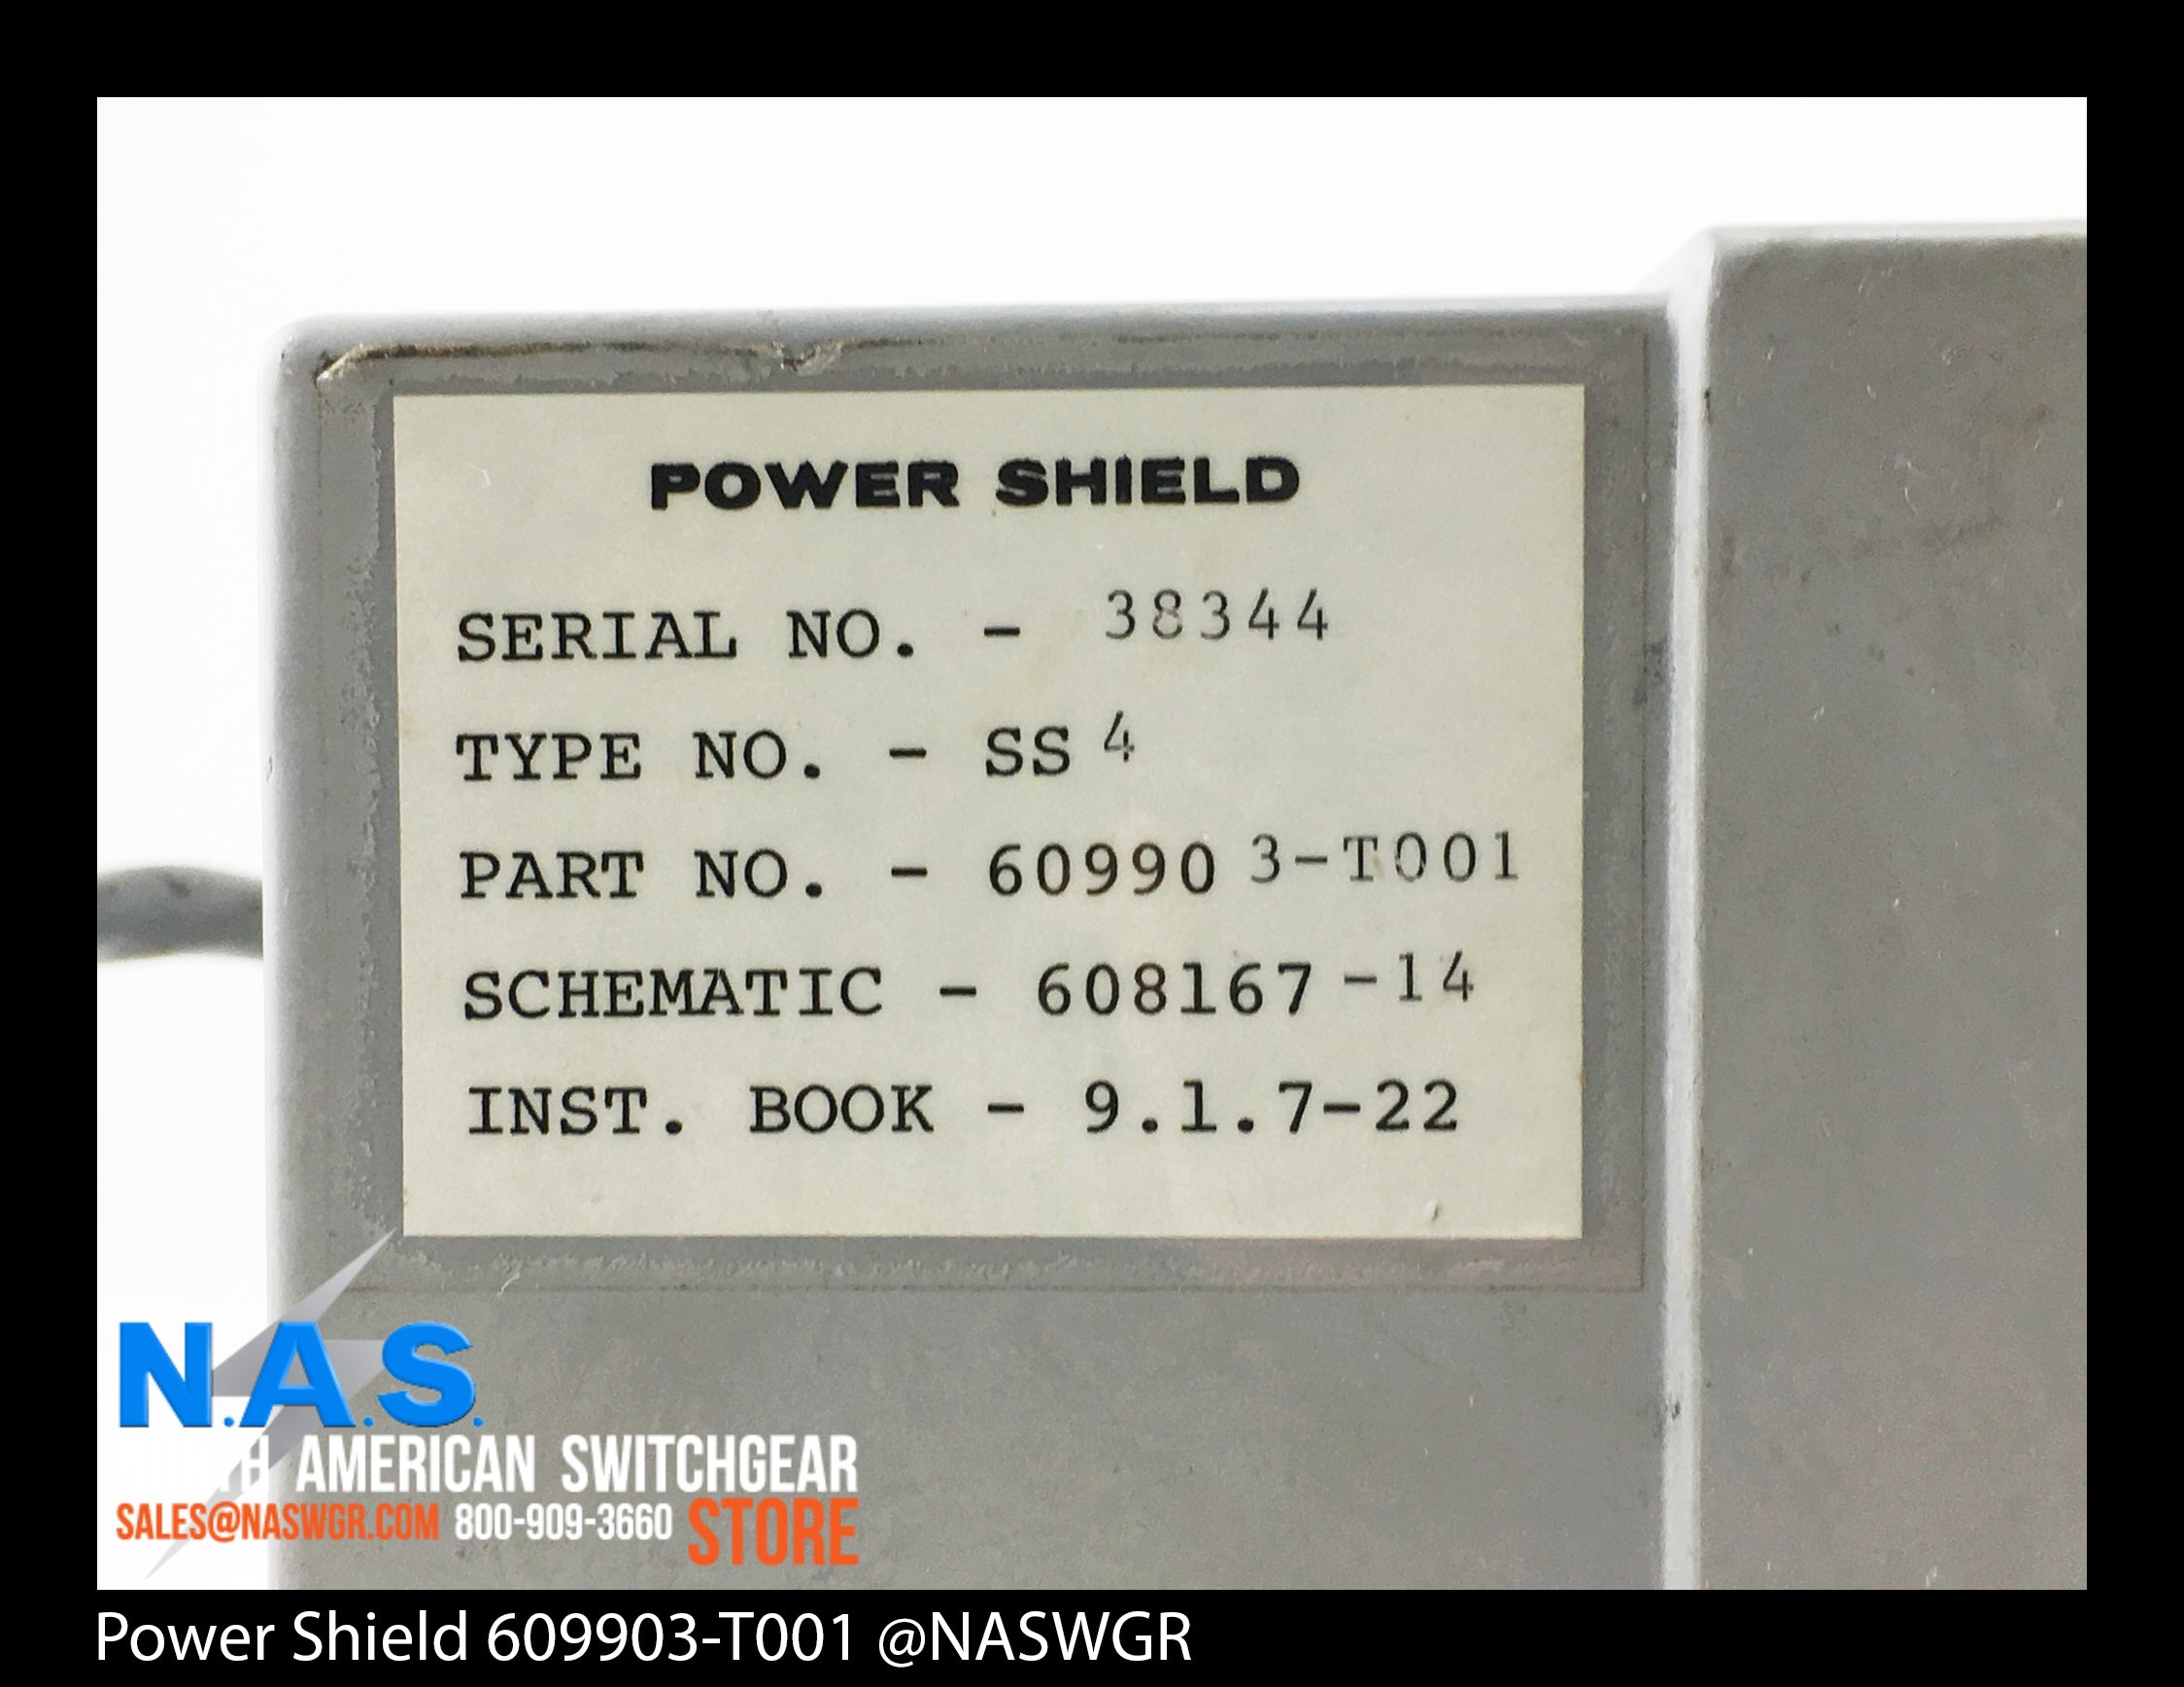 POWER SHIELD
SERIAL NO. - 38344
TYPE NO. - SS 4
PART NO. - 60990 3-T001
SCHEMATIC - 608167 -14
INST. BOOK - 9.1.7-22
N.A.S.
NORTH AMERICAN SWITCHGEAR
SALES@NASWGR.COM 800-909-3660 STORE
Power Shield 609903-T001 @NASWGR